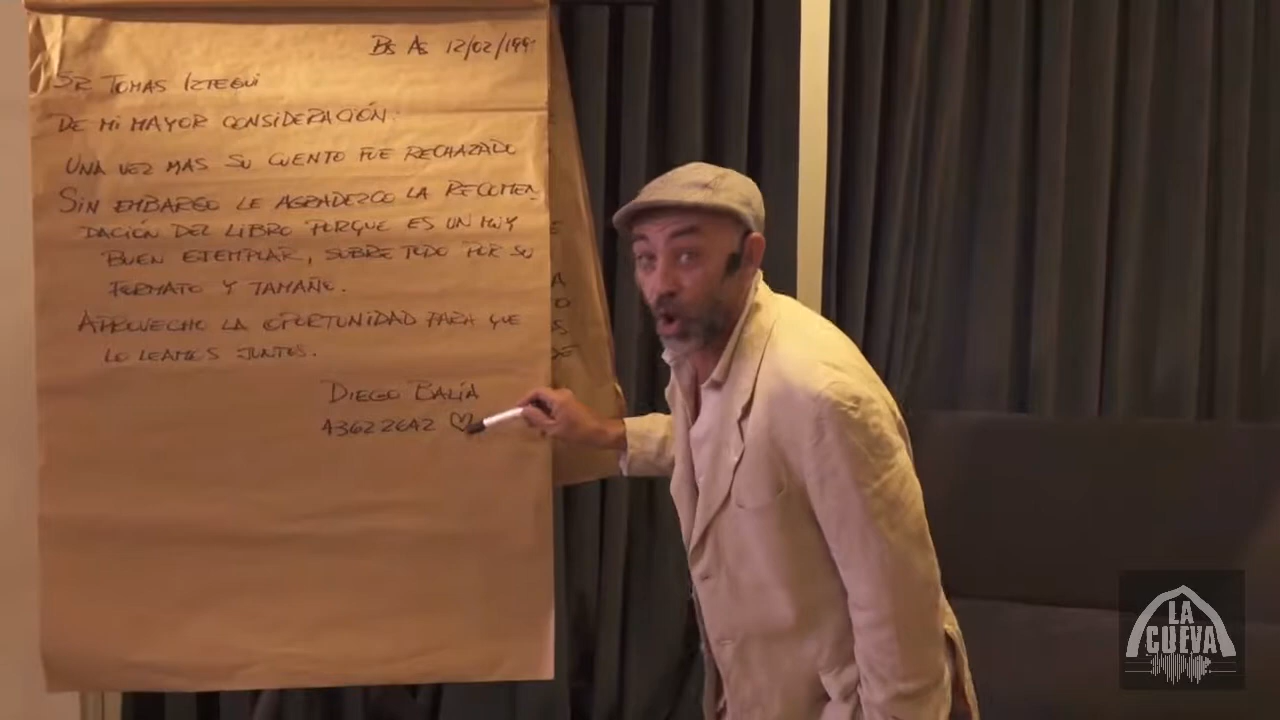 Bs As 12/02/199
SR TOMAS IZTEGUI
DE MI MAYOR CONSIDERACIÓN:
UNA VEZ MAS SU CUENTO FUE RECHAZADO
SIN EMBARGO LE AGRADEZCO LA RECOMEN
DACIÓN DEL LIBRO PORQUE ES UN MUY
BUEN EJEMPLAR, SOBRE TODO POR SU
FORMATO Y TAMAÑO.
APROVECHO LA OPORTUNIDAD PARA QUE
LO LEAMOS JUNTOS.
DIEGO BALÍA
43622642
LA
CUEVA